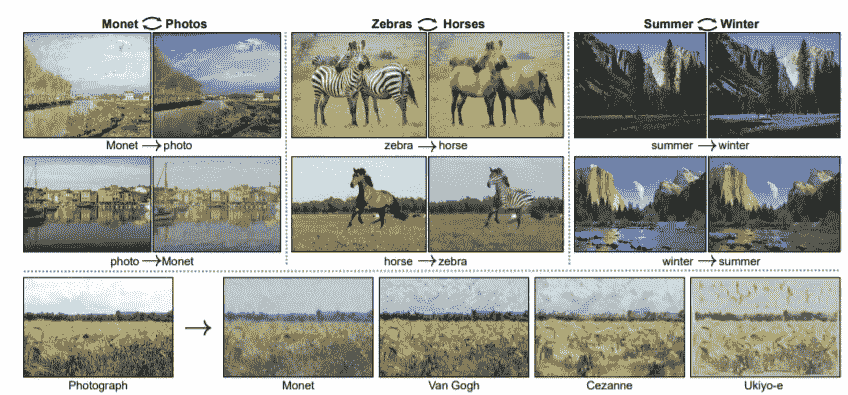 Monet Photos
Zebras Horses
Summer Winter
Monet → photo
zebra → horse
summer → winter
photo → Monet
horse → zebra
winter → summer
Photograph
Monet
Van Gogh
Cezanne
Ukiyo-e